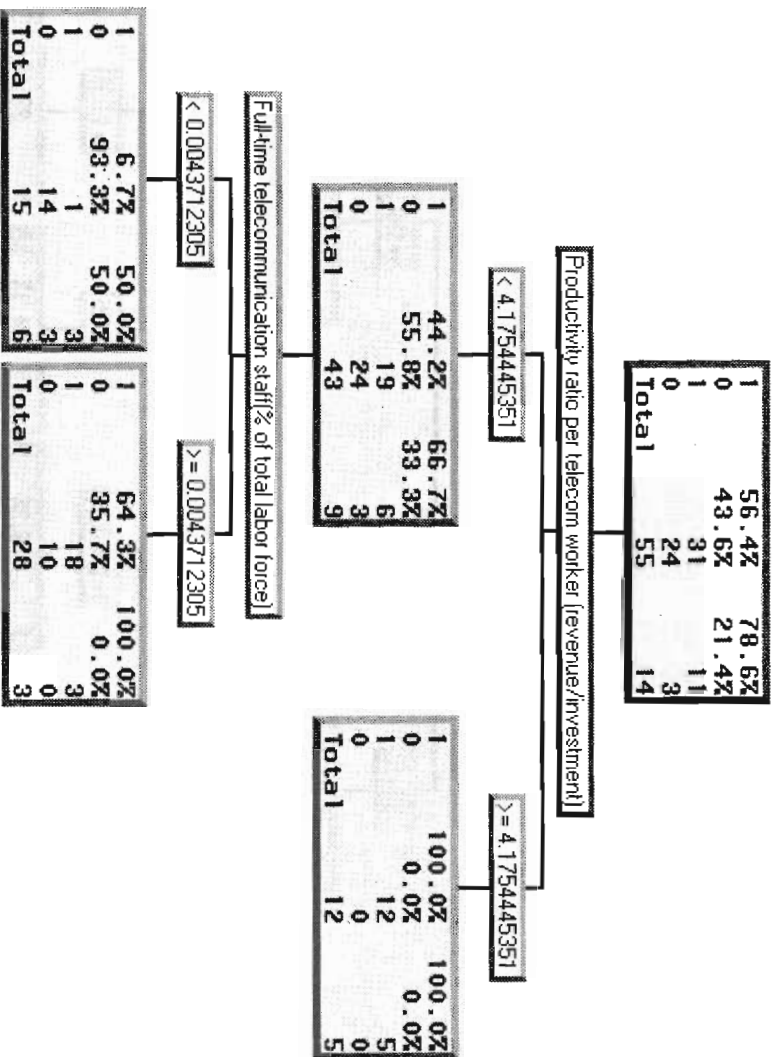 1 56.4% 78.6%
0 43.6% 21.4%
1 31 11
0 24 3
Total 55 14
Productivity ratio per telecom worker (revenue/investment)
< 4.1754445351
>= 4.1754445351
1 44.2% 66.7%
0 55.8% 33.3%
1 19 6
0 24 3
Total 43 9
1 100.0% 100.0%
0 0.0% 0.0%
1 12 5
0 0 0
Total 12 5
Full-time telecommunication staff(% of total labor force)
< 0.0043712305
>= 0.0043712305
1 6.7% 50.0%
0 93.3% 50.0%
1 1 3
0 14 3
Total 15 6
1 64.3% 100.0%
0 35.7% 0.0%
1 18 3
0 10 0
Total 28 3